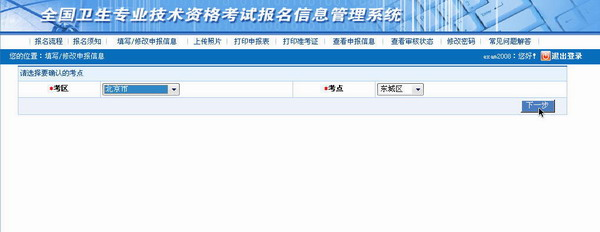 全国卫生专业技术资格考试报名信息管理系统
报名流程 报名须知 填写/修改申报信息 上传照片 打印申报表 打印准考证 查看申报信息 查看审核状态 修改密码 常见问题解答
您的位置：填写/修改申报信息 exam2008：您好！ 退出登录
请选择要确认的考点
*考区 北京市 *考点 东城区
下一步